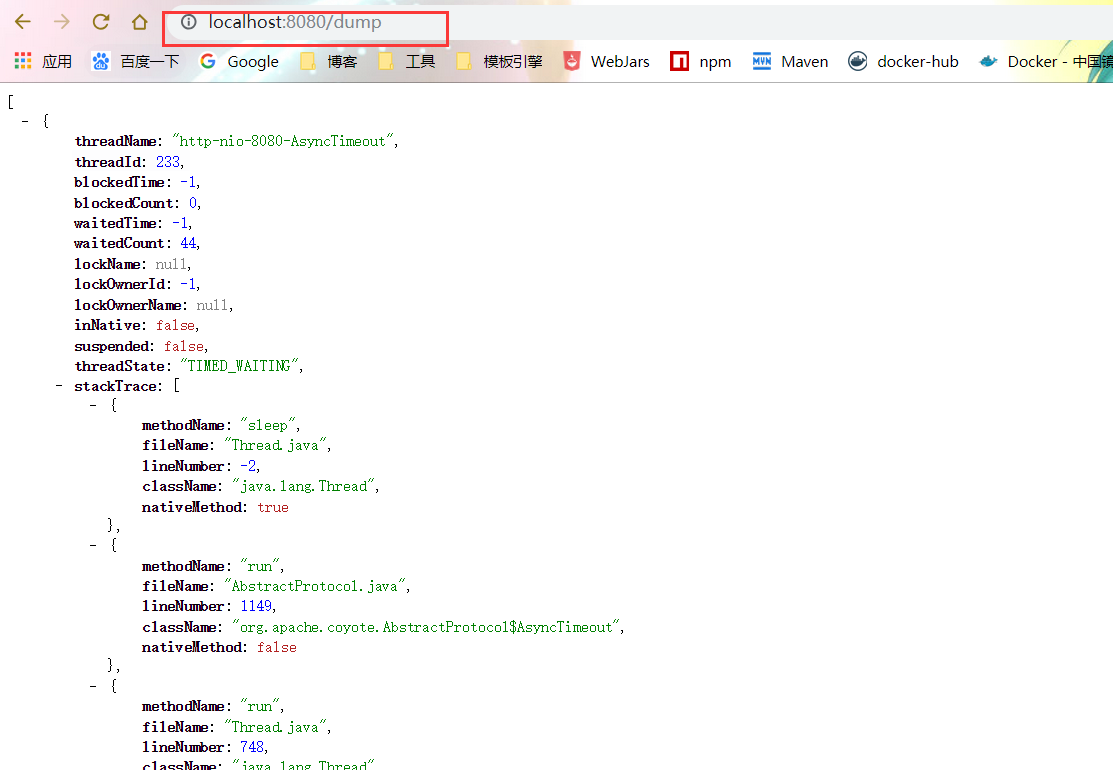 localhost:8080/dump
应用 百度一下 Google 博客 工具 模板引擎 WebJars npm Maven docker-hub Docker - 中国镜
[
- {
threadName: "http-nio-8080-AsyncTimeout",
threadId: 233,
blockedTime: -1,
blockedCount: 0,
waitedTime: -1,
waitedCount: 44,
lockName: null,
lockOwnerId: -1,
lockOwnerName: null,
inNative: false,
suspended: false,
threadState: "TIMED_WAITING",
- stackTrace: [
- {
methodName: "sleep",
fileName: "Thread.java",
lineNumber: -2,
className: "java.lang.Thread",
nativeMethod: true
},
- {
methodName: "run",
fileName: "AbstractProtocol.java",
lineNumber: 1149,
className: "org.apache.coyote.AbstractProtocol$AsyncTimeout",
nativeMethod: false
},
- {
methodName: "run",
fileName: "Thread.java",
lineNumber: 748,
className: "java.lang.Thread"